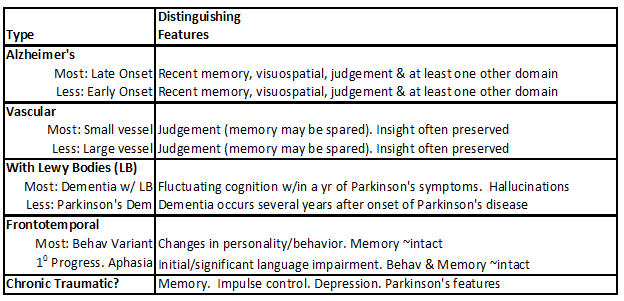 Distinguishing
Type Features
Alzheimer's
Most: Late Onset Recent memory, visuospatial, judgement & at least one other domain
Less: Early Onset Recent memory, visuospatial, judgement & at least one other domain
Vascular
Most: Small vessel Judgement (memory may be spared). Insight often preserved
Less: Large vessel Judgement (memory may be spared). Insight often preserved
With Lewy Bodies (LB)
Most: Dementia w/ LB Fluctuating cognition w/in a yr of Parkinson's symptoms. Hallucinations
Less: Parkinson's Dem Dementia occurs several years after onset of Parkinson's disease
Frontotemporal
Most: Behav Variant Changes in personality/behavior. Memory ~intact
1⁰ Progress. Aphasia Initial/significant language impairment. Behav & Memory ~intact
Chronic Traumatic? Memory. Impulse control. Depression. Parkinson's features